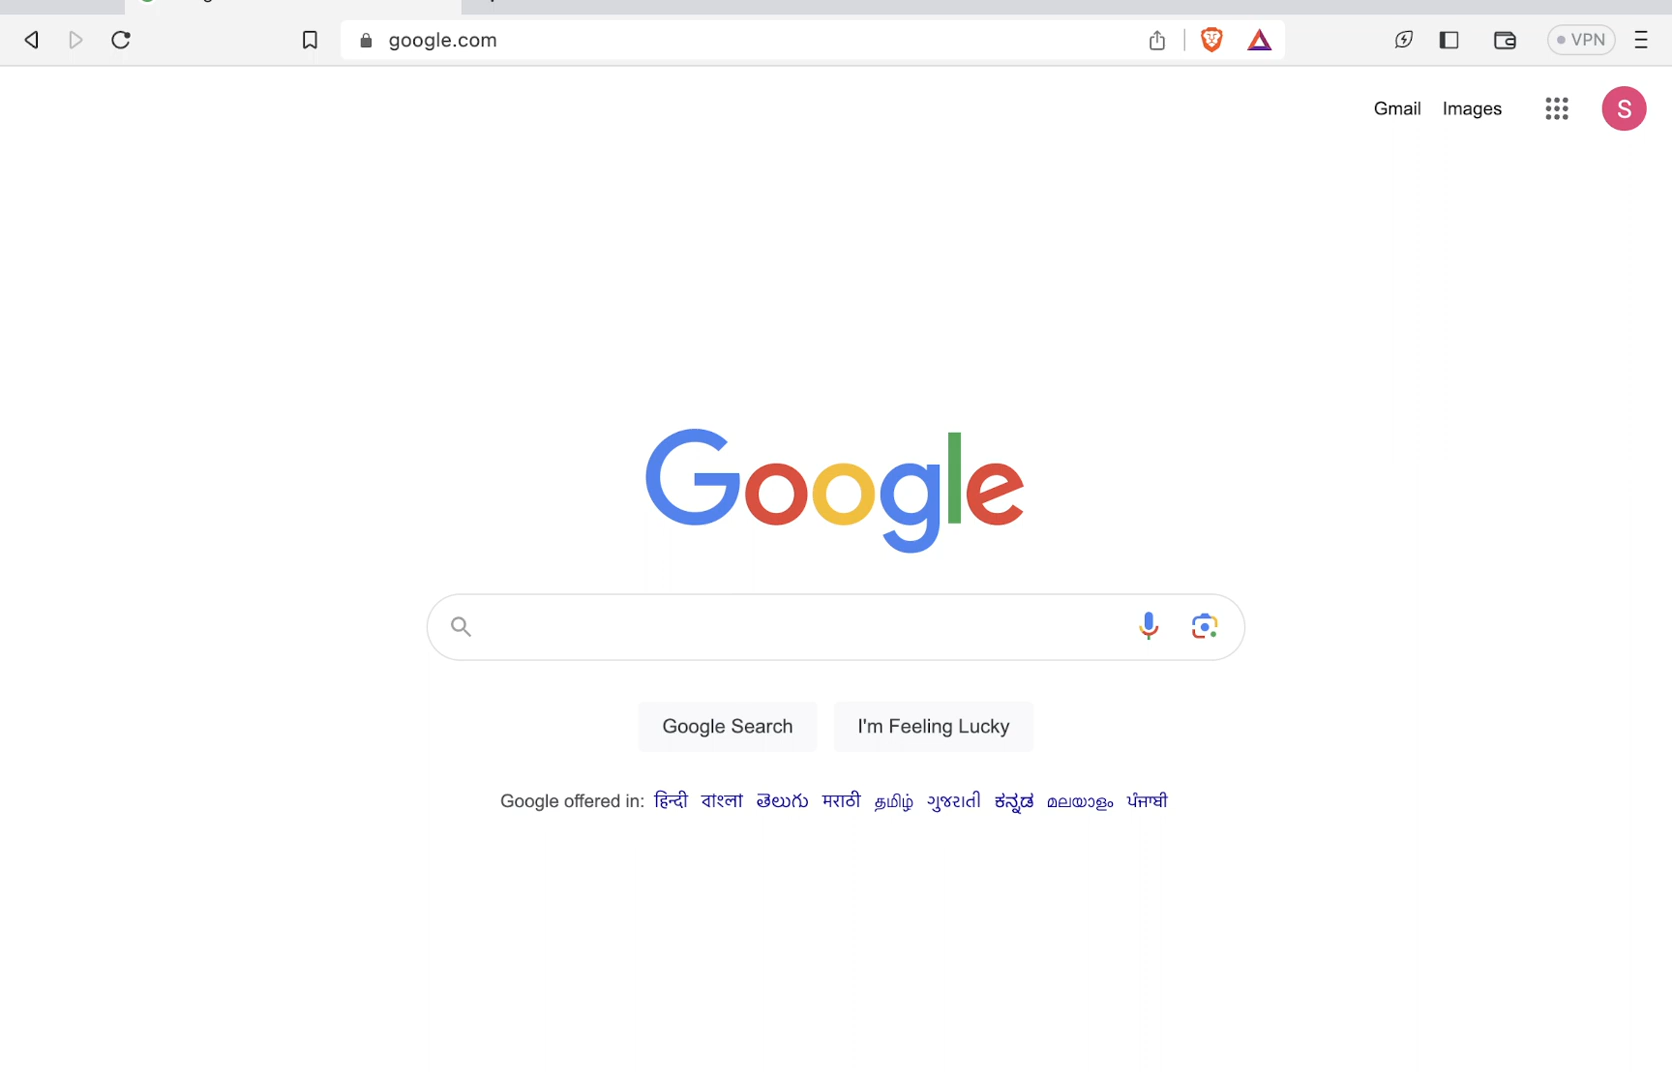 google.com
VPN
Gmail Images
S
Google
Google Search I'm Feeling Lucky
Google offered in: हिन्दी বাংলা తెలుగు मराठी தமிழ் ગુજરાતી ಕನ್ನಡ മലയാളം ਪੰਜਾਬੀ